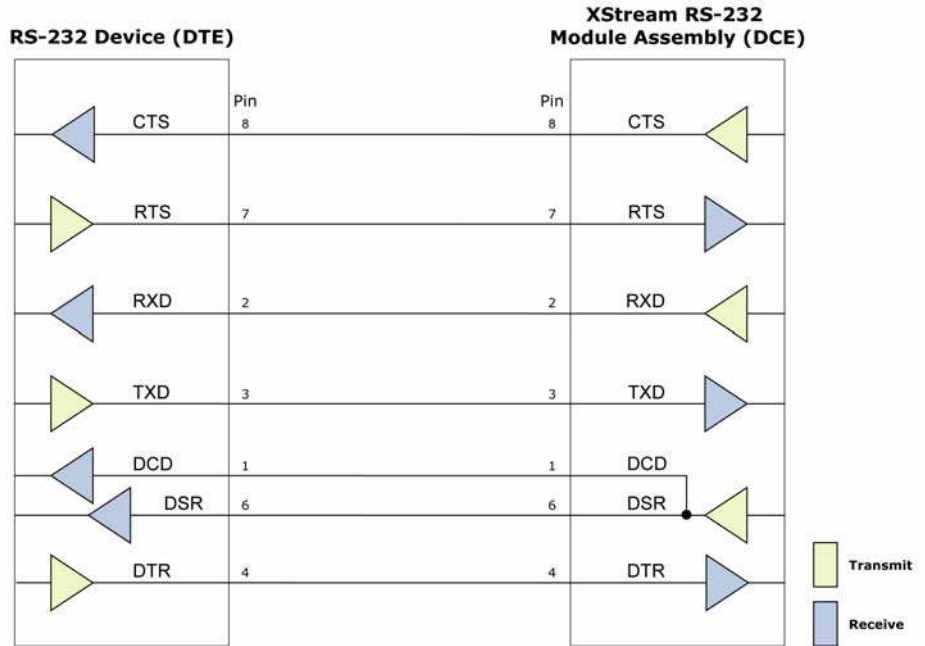 RS-232 Device (DTE)
XStream RS-232
Module Assembly (DCE)
Pin Pin
CTS 8 8 CTS
RTS 7 7 RTS
RXD 2 2 RXD
TXD 3 3 TXD
DCD 1 1 DCD
DSR 6 6 DSR
DTR 4 4 DTR
Transmit
Receive